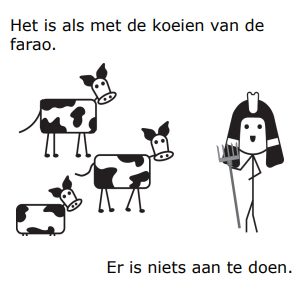 Het is als met de koeien van de
farao.
Er is niets aan te doen.